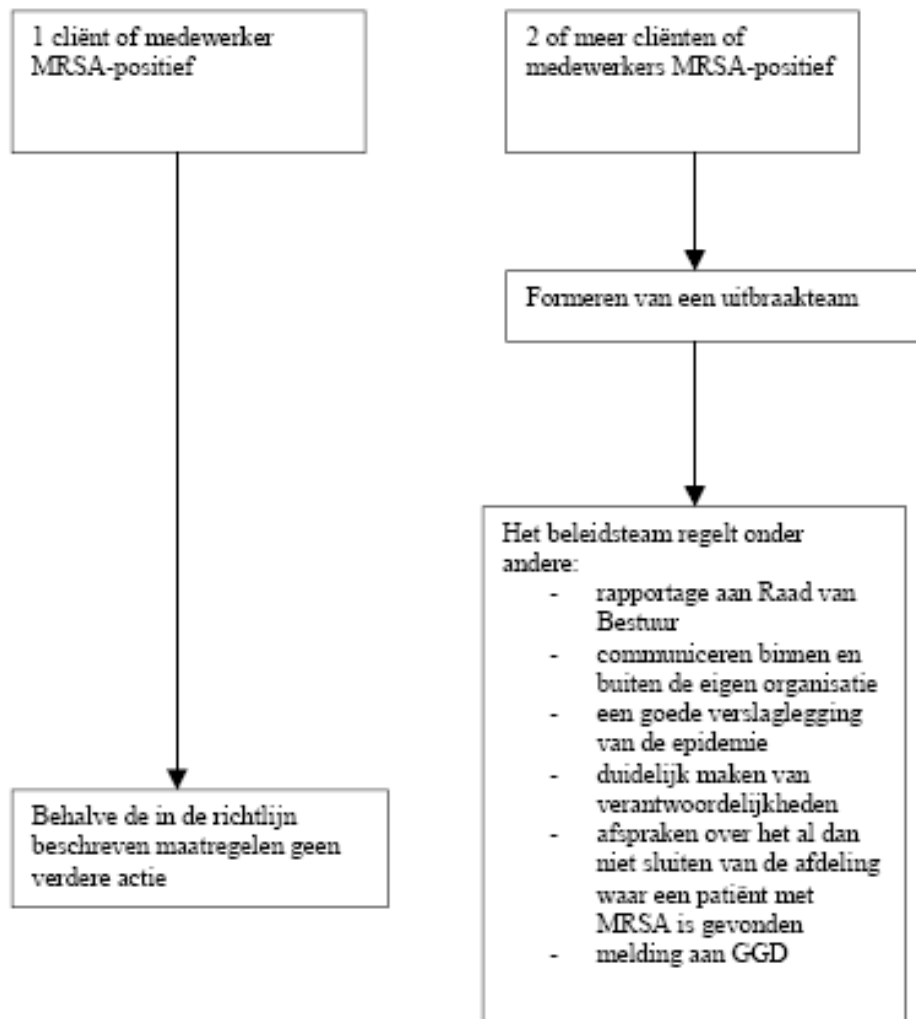 1 cliënt of medewerker
MRSA-positief
2 of meer cliënten of
medewerkers MRSA-positief
Formeren van een uitbraakteam
Het beleidsteam regelt onder
andere:
- rapportage aan Raad van
Bestuur
- communiceren binnen en
buiten de eigen organisatie
- een goede verslaglegging
van de epidemie
- duidelijk maken van
verantwoordelijkheden
- afspraken over het al dan
niet sluiten van de afdeling
waar een patiënt met
MRSA is gevonden
- melding aan GGD
Behalve de in de richtlijn
beschreven maatregelen geen
verdere actie